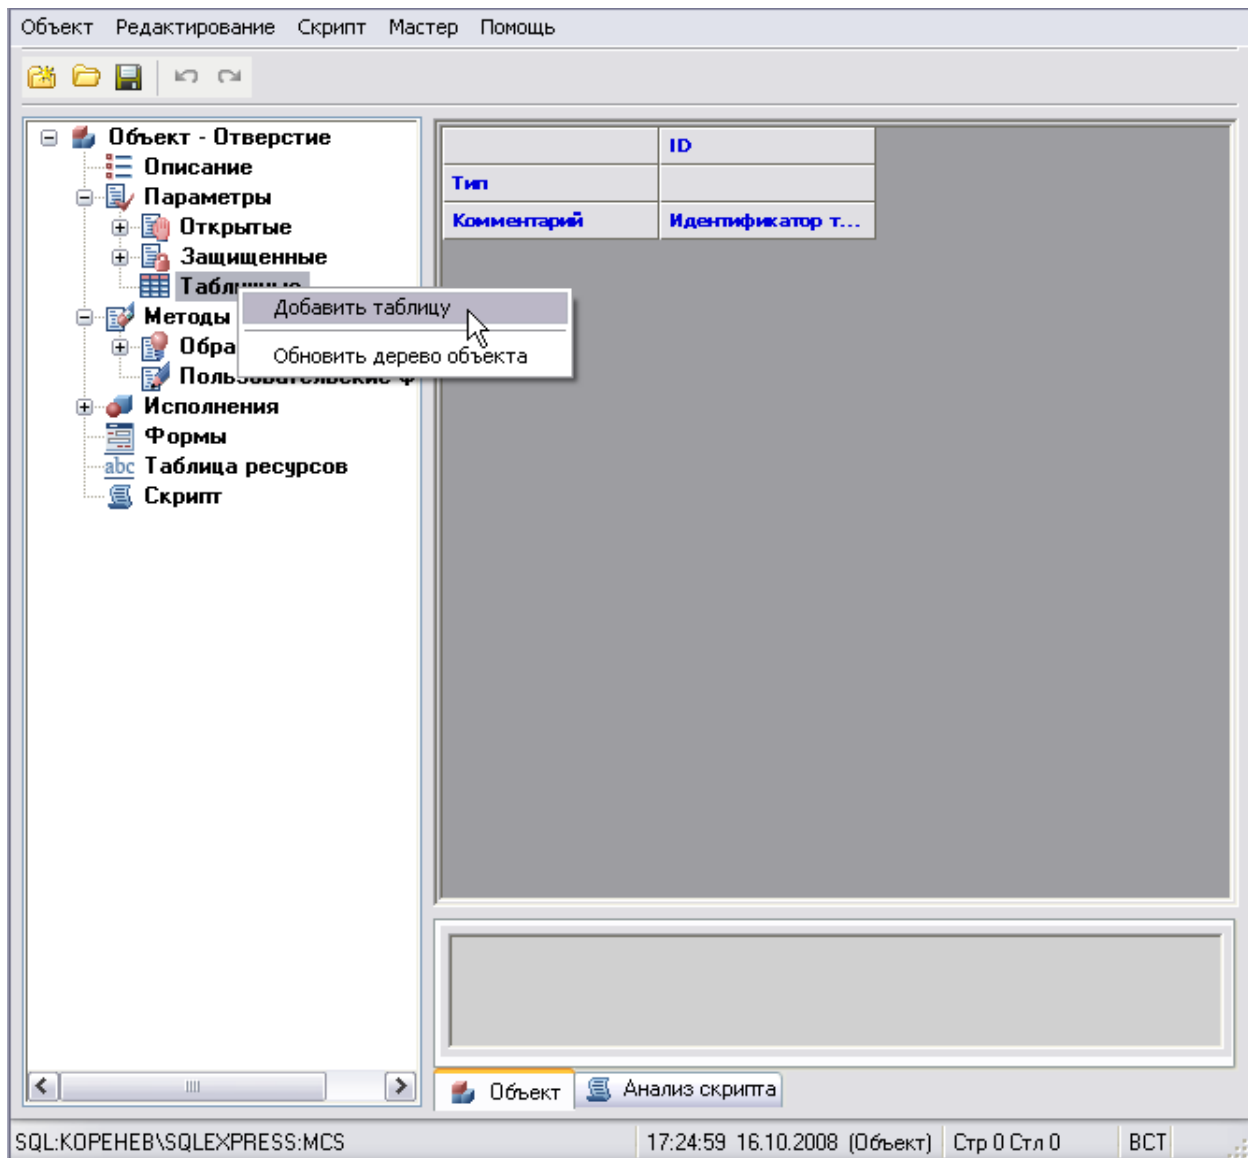 Объект Редактирование Скрипт Мастер Помощь
Объект - Отверстие
Описание
Параметры
Открытые
Защищенные
Методы
Исполнения
Формы
abc Таблица ресурсов
Скрипт
Добавить таблицу
Обновить дерево объекта
ID
Тип
Комментарий Идентификатор т...
Объект Анализ скрипта
SQL:КОРЕНЕВ\SQLEXPRESS:MCS 17:24:59 16.10.2008 (Объект) Стр 0 Стл 0 ВСТ